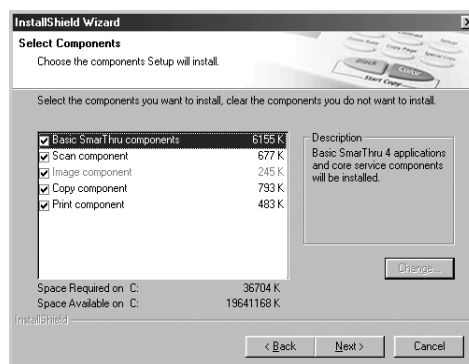 InstallShield Wizard
Select Components
Choose the components Setup will install.
Black
Color
Start Copy
Select the components you want to install, clear the components you do not want to install.
Basic SmarThru components 6155 K
Scan component 677 K
Image component 245 K
Copy component 793 K
Print component 483 K
Description
Basic SmarThru 4 applications
and core service components
will be installed.
Change...
Space Required on C: 36704 K
Space Available on C: 19641168 K
InstallShield
< Back
Next >
Cancel